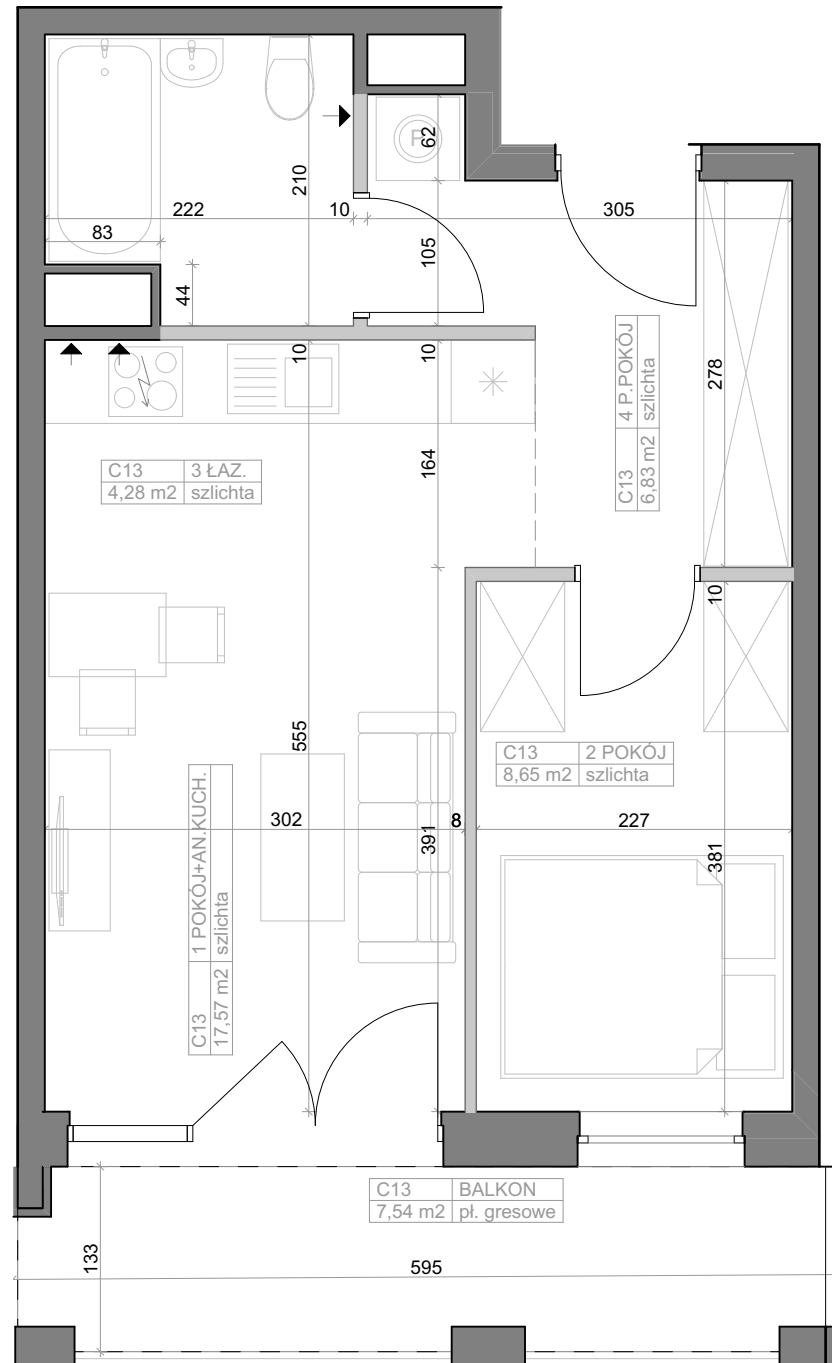 P
62
210
222
10
305
83
105
44
10
10
C13 4 P.POKÓJ
6,83 m2 szlichta
278
C13 3 ŁAZ.
4,28 m2 szlichta
164
10
555
C13 2 POKÓJ
8,65 m2 szlichta
C13 1 POKÓJ+AN.KUCH.
17,57 m2 szlichta
302
391
8
227
381
C13 BALKON
7,54 m2 pł. gresowe
133
595